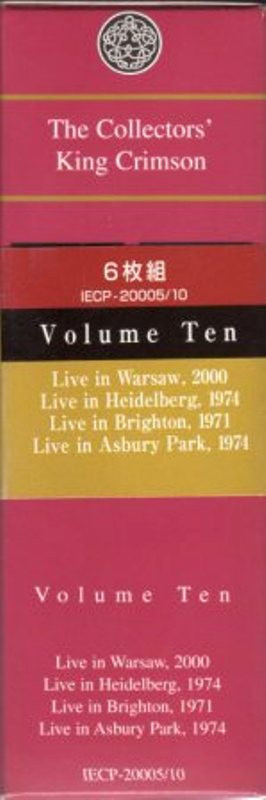 The Collectors'
King Crimson
6枚組
IECP-20005/10
Volume Ten
Live in Warsaw, 2000
Live in Heidelberg, 1974
Live in Brighton, 1971
Live in Asbury Park, 1974
Volume Ten
Live in Warsaw, 2000
Live in Heidelberg, 1974
Live in Brighton, 1971
Live in Asbury Park, 1974
IECP-20005/10